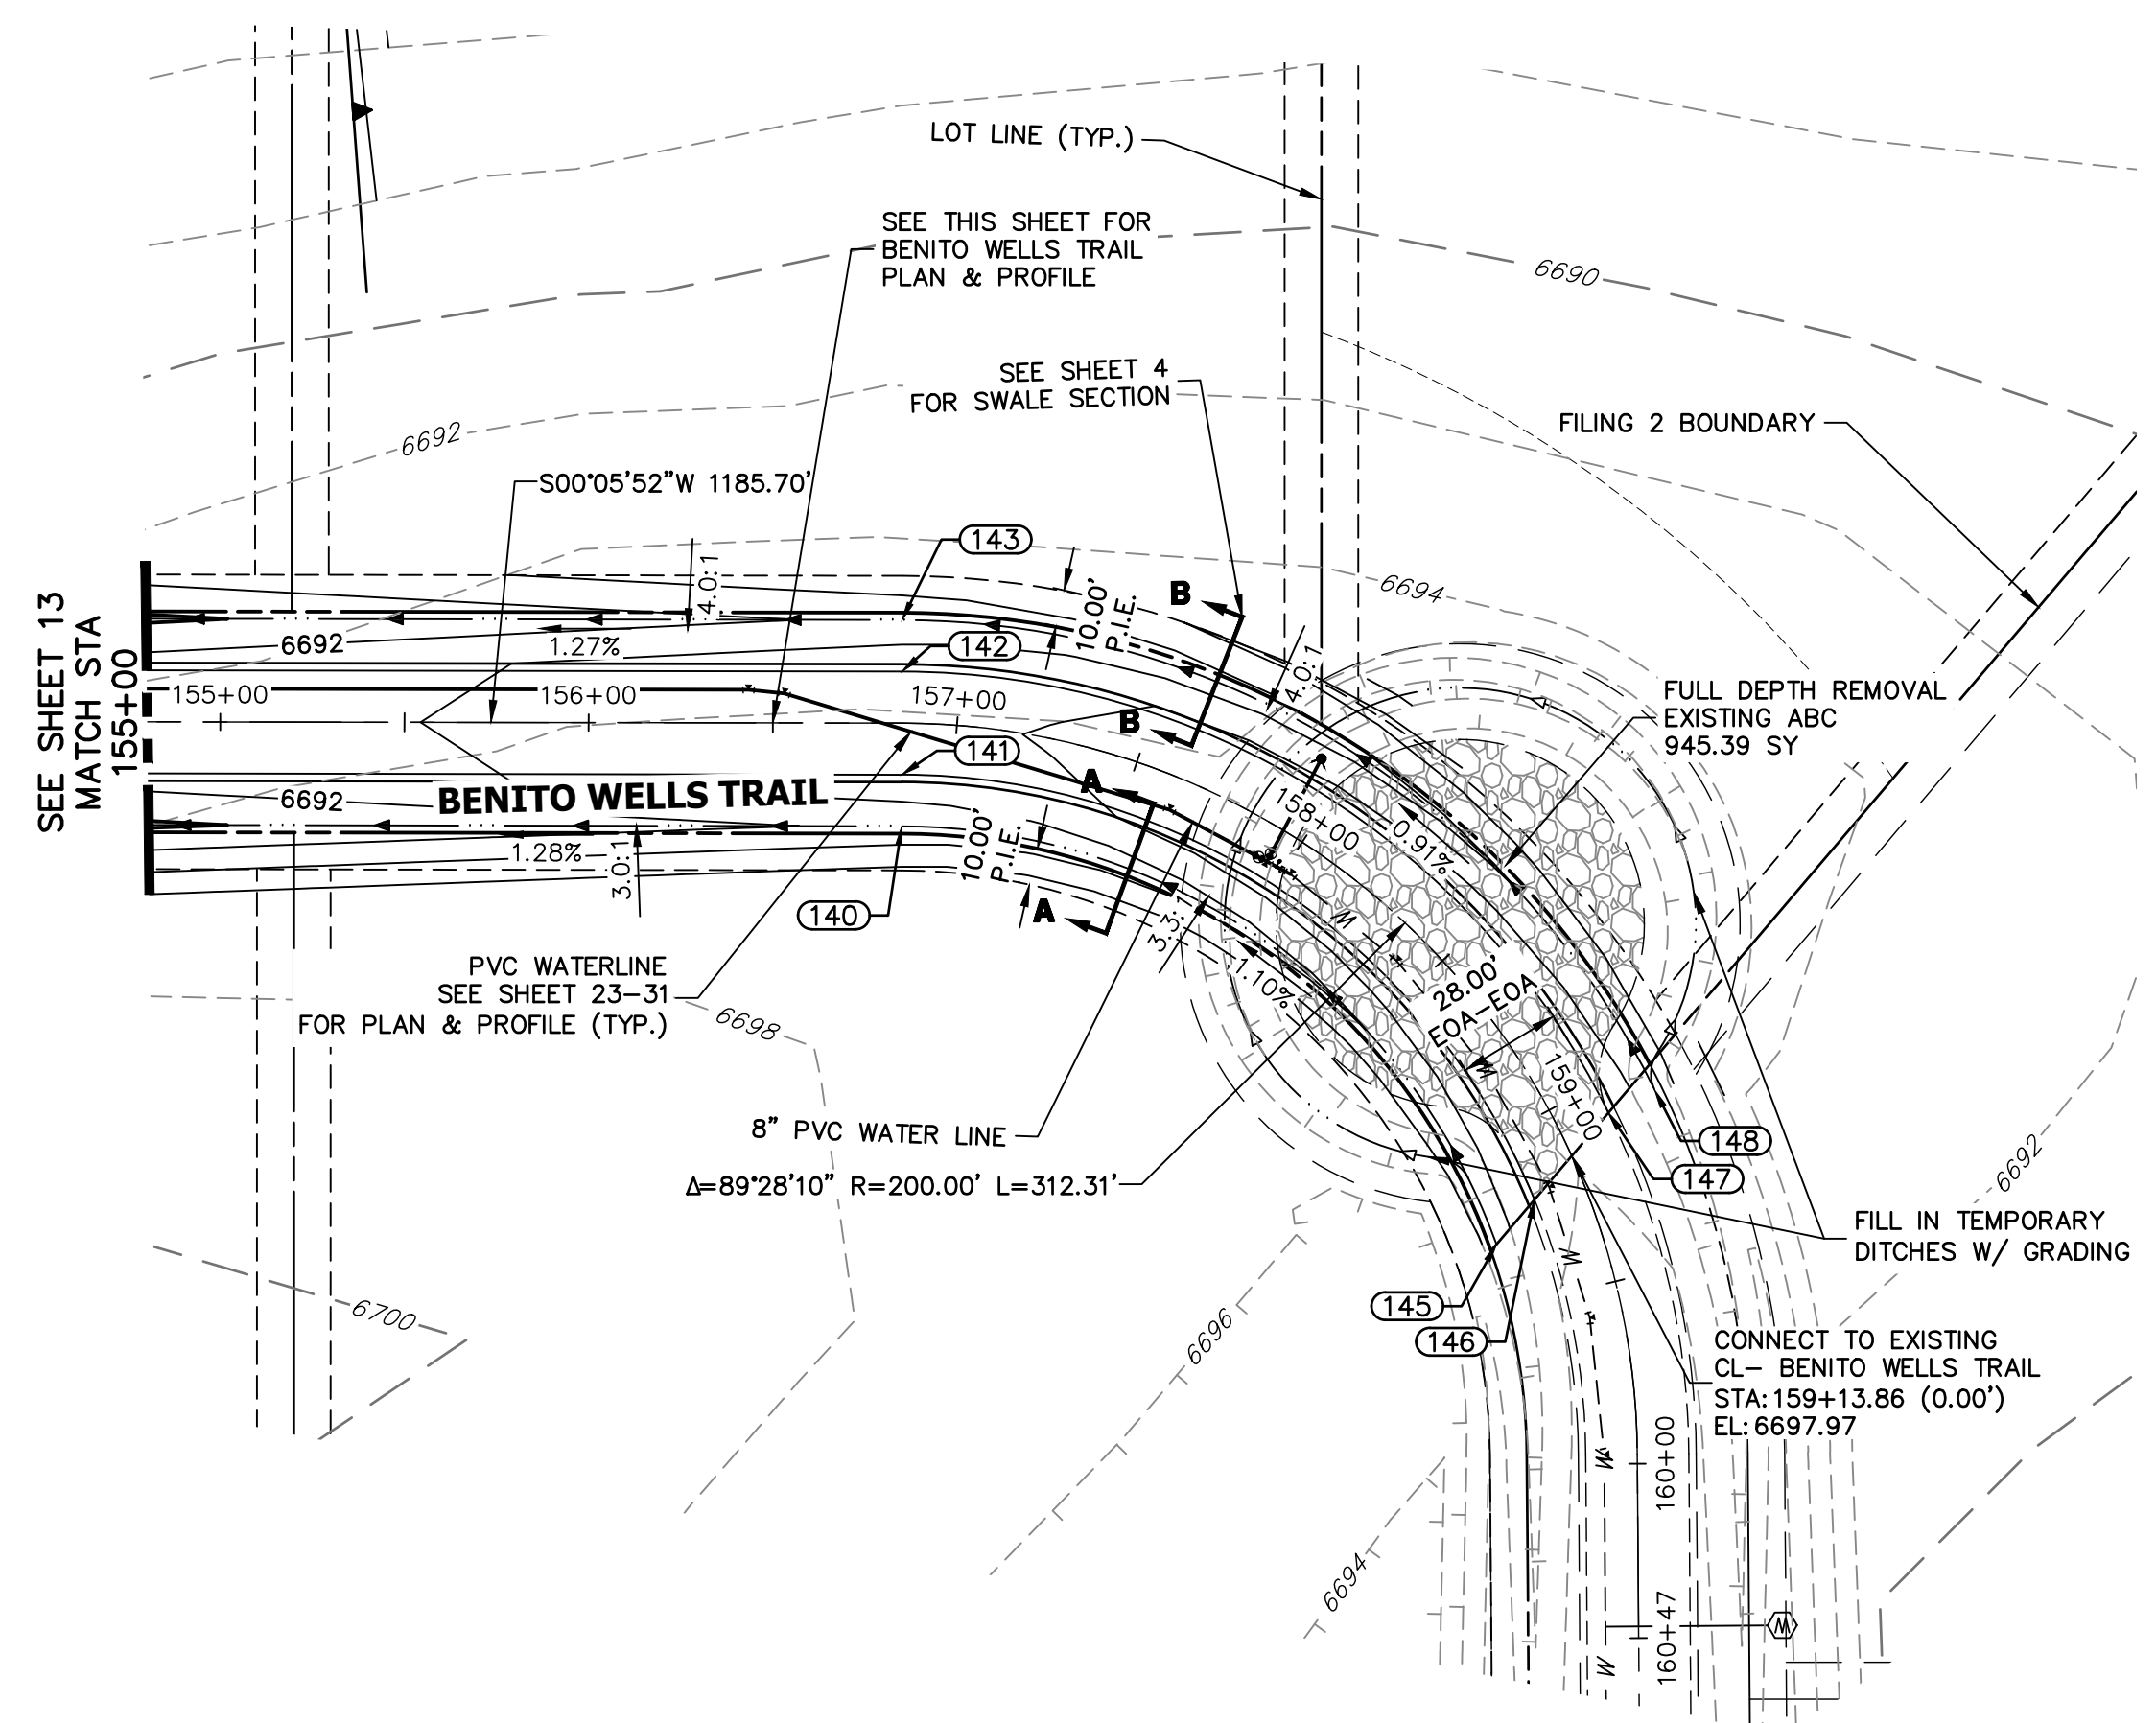 LOT LINE (TYP.)
SEE THIS SHEET FOR
BENITO WELLS TRAIL
PLAN & PROFILE
6690
SEE SHEET 4
FOR SWALE SECTION
FILING 2 BOUNDARY
6692
S00°05'52"W 1185.70'
143
4.0:1
10.00'
P.I.E.
B
6694
SEE SHEET 13
MATCH STA
155+00
6692
1.27%
142
4.0:1
155+00
156+00
157+00
B
FULL DEPTH REMOVAL
EXISTING ABC
945.39 SY
141
A
6692
BENITO WELLS TRAIL
158+00
0.91%
1.28%
3.0:1
10.00'
P.I.E.
140
A
3.3:1
W
1.10%
28.00'
EOA-EOA
PVC WATERLINE
SEE SHEET 23-31
FOR PLAN & PROFILE (TYP.)
6698
W
159+00
8" PVC WATER LINE
148
147
6692
Δ=89°28'10" R=200.00' L=312.31'
FILL IN TEMPORARY
DITCHES W/ GRADING
W
145
146
6700
6696
CONNECT TO EXISTING
CL- BENITO WELLS TRAIL
STA:159+13.86 (0.00')
EL:6697.97
W
160+00
6694
160+47
W
W